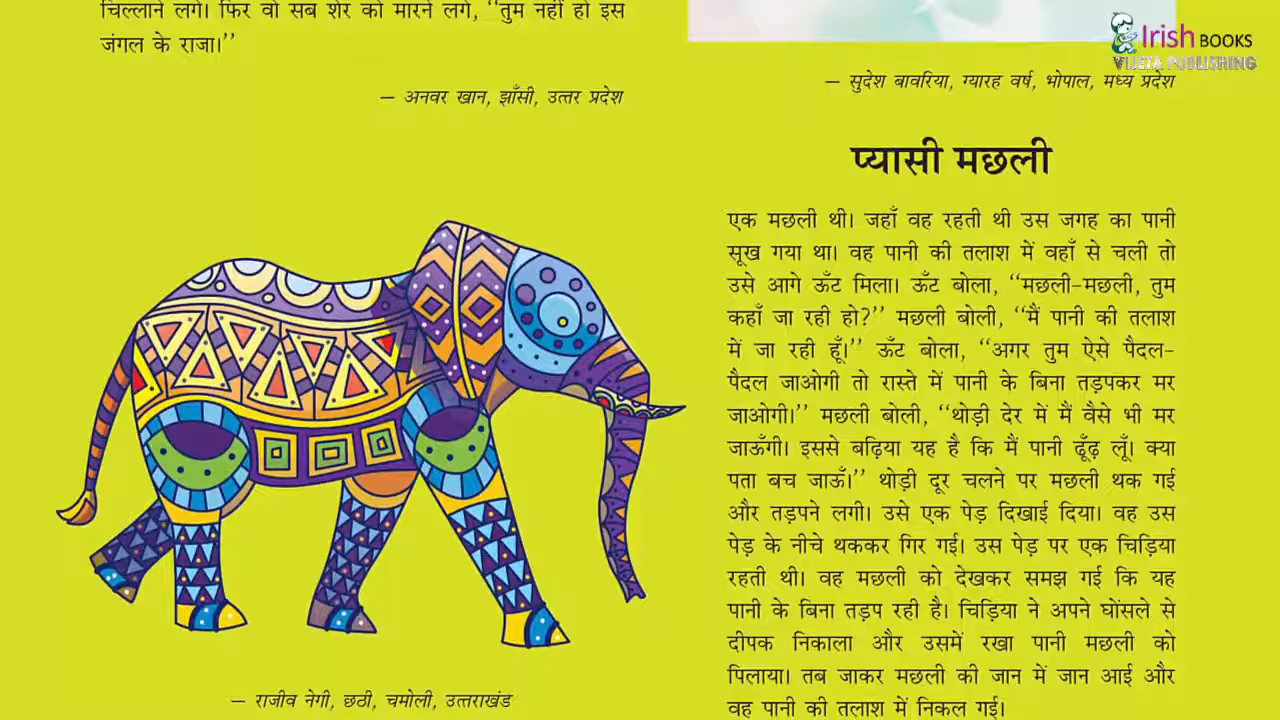 चिल्लाने लगे। फिर वो सब शेर को मारने लगे, “तुम नहीं हो इस
जंगल के राजा।”
— अनवर खान, झाँसी, उत्तर प्रदेश
— राजीव नेगी, छठी, चमोली, उत्तराखंड
Irish BOOKS
VIJETA PUBLISHING
— सुदेश बावरिया, ग्यारह वर्ष, भोपाल, मध्य प्रदेश
प्यासी मछली
एक मछली थी। जहाँ वह रहती थी उस जगह का पानी
सूख गया था। वह पानी की तलाश में वहाँ से चली तो
उसे आगे ऊँट मिला। ऊँट बोला, “मछली-मछली, तुम
कहाँ जा रही हो?” मछली बोली, “मैं पानी की तलाश
में जा रही हूँ।” ऊँट बोला, “अगर तुम ऐसे पैदल-
पैदल जाओगी तो रास्ते में पानी के बिना तड़पकर मर
जाओगी।” मछली बोली, “थोड़ी देर में मैं वैसे भी मर
जाऊँगी। इससे बढ़िया यह है कि मैं पानी ढूँढ़ लूँ। क्या
पता बच जाऊँ।” थोड़ी दूर चलने पर मछली थक गई
और तड़पने लगी। उसे एक पेड़ दिखाई दिया। वह उस
पेड़ के नीचे थककर गिर गई। उस पेड़ पर एक चिड़िया
रहती थी। वह मछली को देखकर समझ गई कि यह
पानी के बिना तड़प रही है। चिड़िया ने अपने घोंसले से
दीपक निकाला और उसमें रखा पानी मछली को
पिलाया। तब जाकर मछली की जान में जान आई और
वह पानी की तलाश में निकल गई।